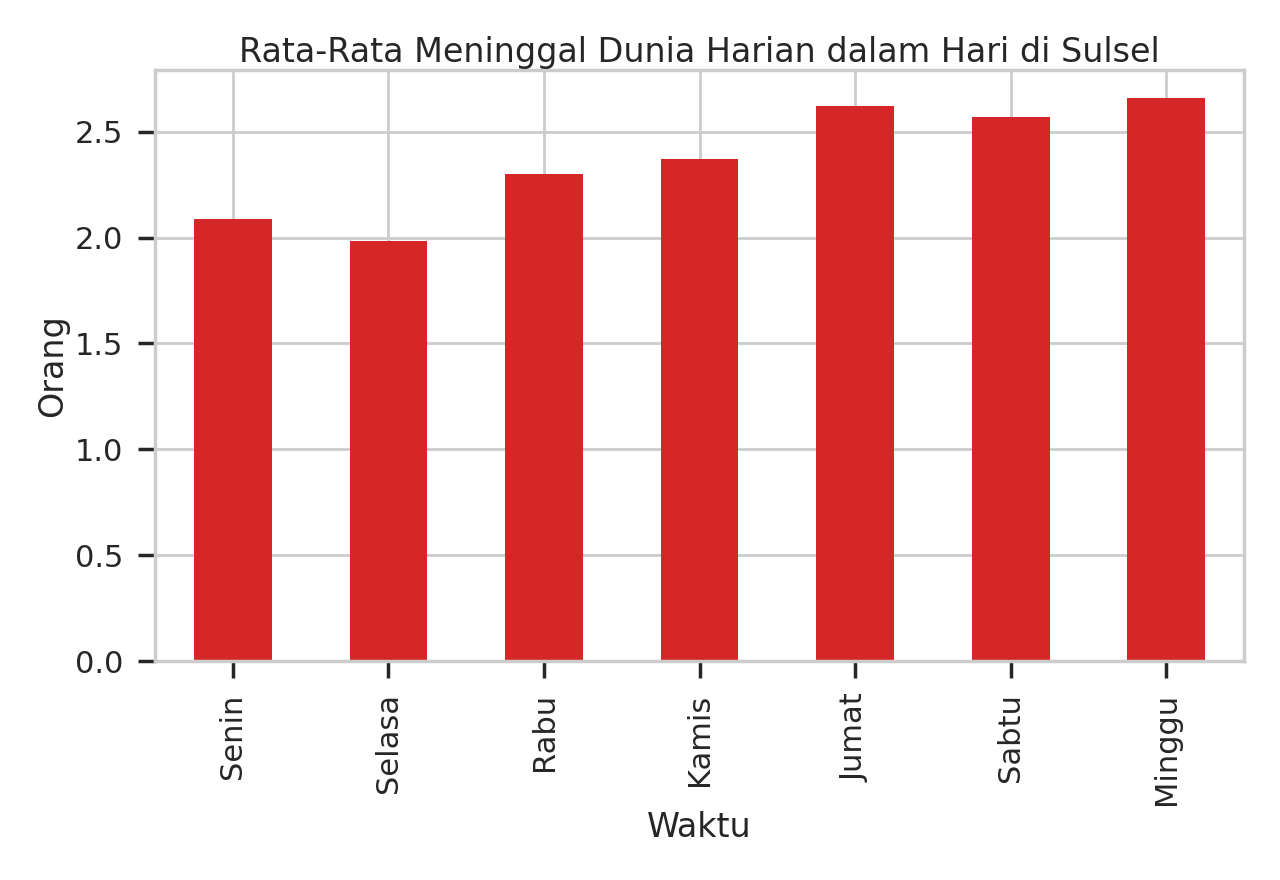 Rata-Rata Meninggal Dunia Harian dalam Hari di Sulsel
Orang
2.5
2.0
1.5
1.0
0.5
0.0
Senin
Selasa
Rabu
Kamis
Jumat
Sabtu
Minggu
Waktu